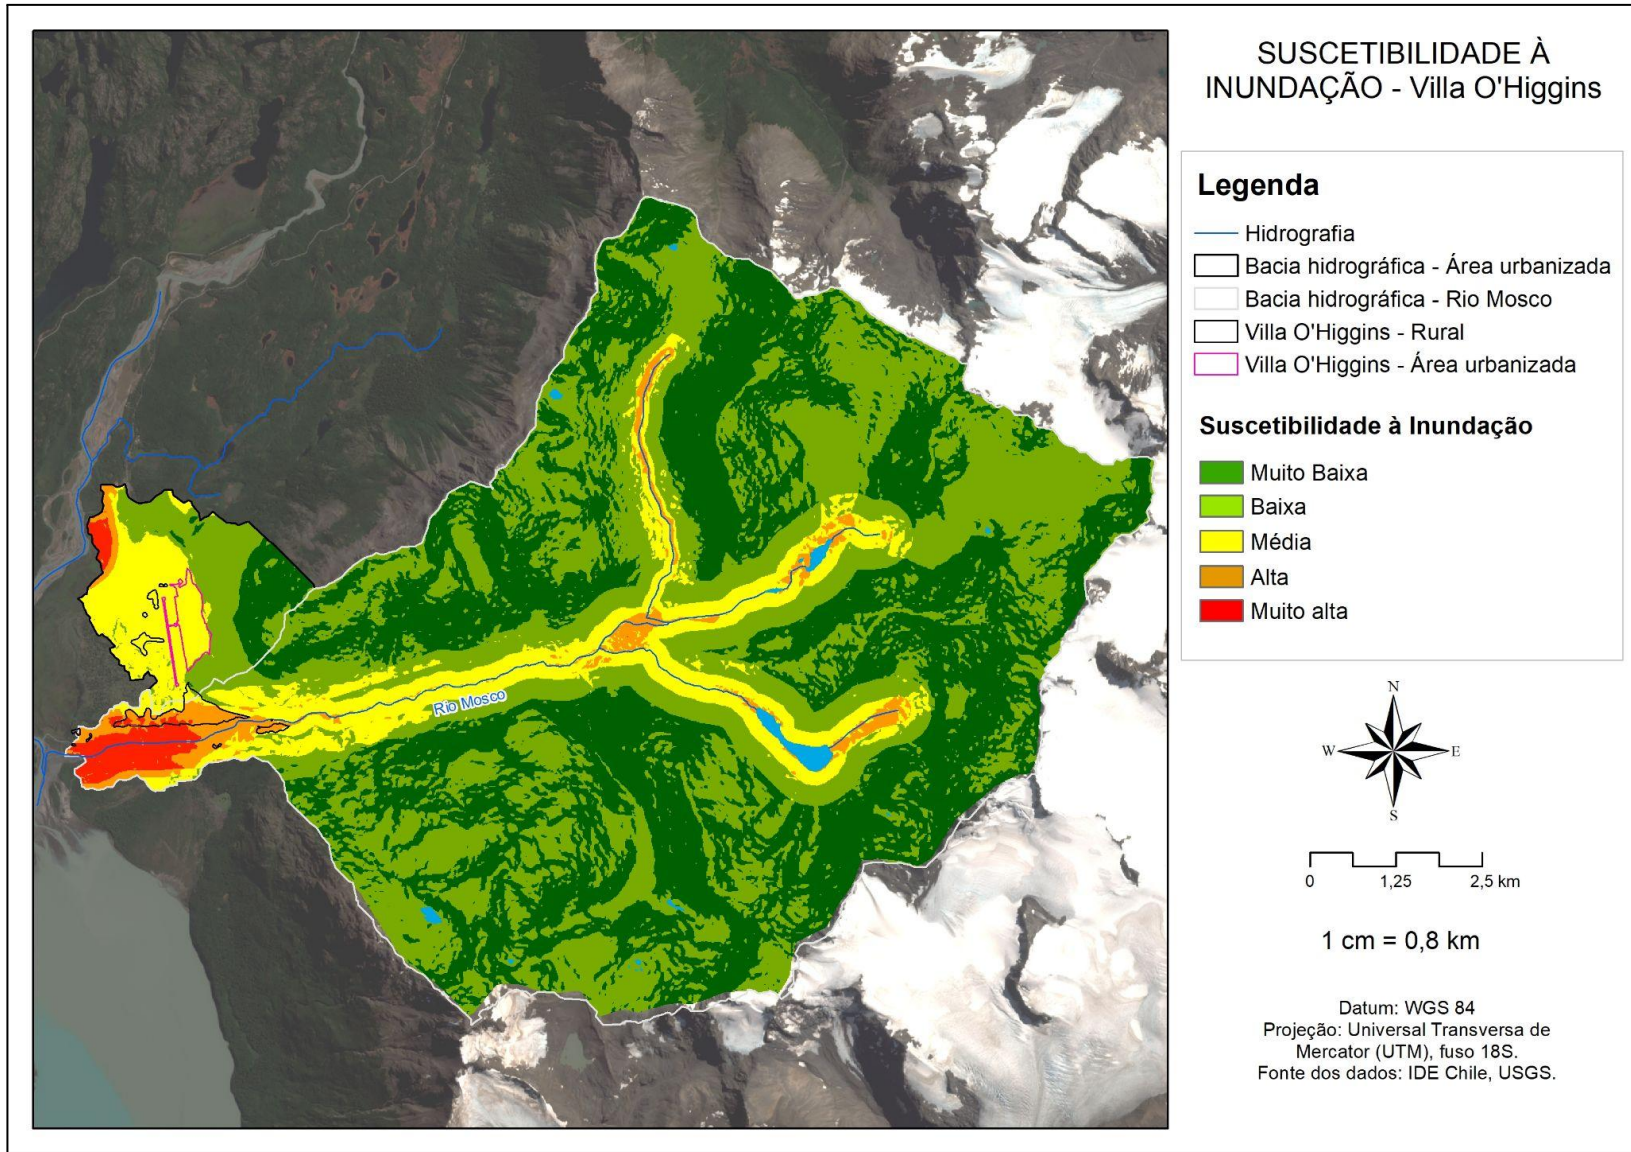 SUSCETIBILIDADE À
INUNDAÇÃO - Villa O'Higgins
Legenda
Hidrografia
Bacia hidrográfica - Área urbanizada
Bacia hidrográfica - Rio Mosco
Villa O'Higgins - Rural
Villa O'Higgins - Área urbanizada
Suscetibilidade à Inundação
Muito Baixa
Baixa
Média
Alta
Muito alta
Rio Mosco
N
W
E
S
0 1,25 2,5 km
1 cm = 0,8 km
Datum: WGS 84
Projeção: Universal Transversa de
Mercator (UTM), fuso 18S.
Fonte dos dados: IDE Chile, USGS.